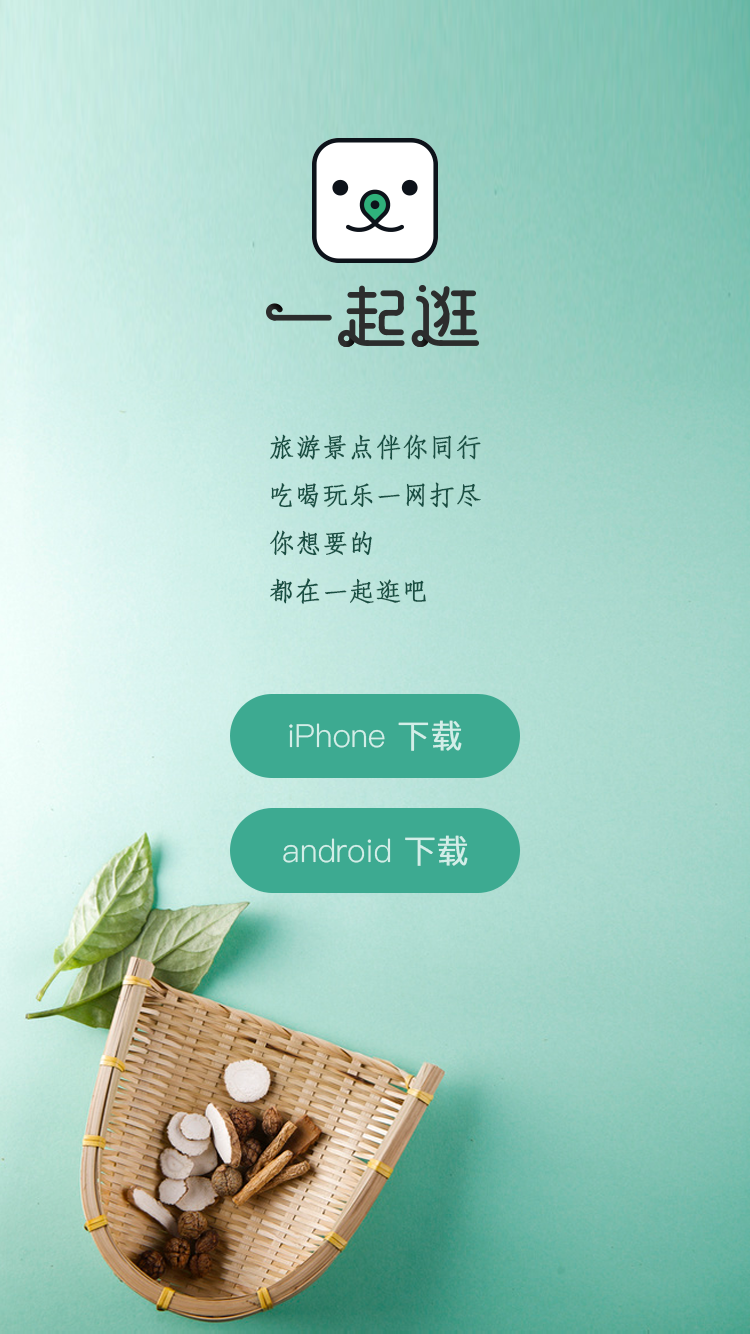 一起逛
旅游景点伴你同行
吃喝玩乐一网打尽
你想要的
都在一起逛吧
iPhone 下载
android 下载